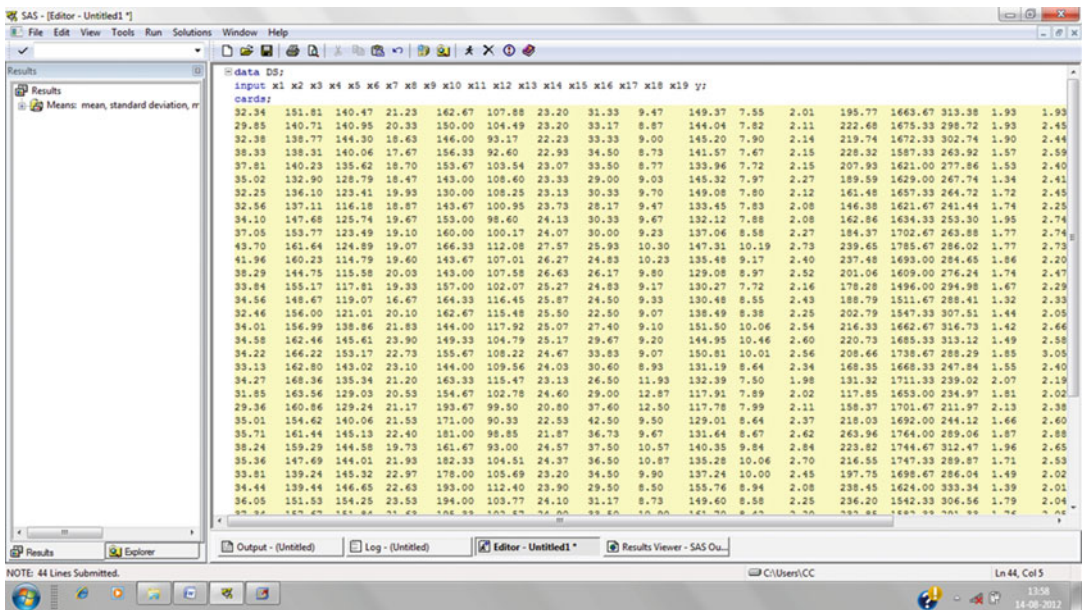 SAS - [Editor - Untitled1 *]
File Edit View Tools Run Solutions Window Help
Results
Means: mean, standard deviation, m
data DS;
input x1 x2 x3 x4 x5 x6 x7 x8 x9 x10 x11 x12 x13 x14 x15 x16 x17 x18 x19 y;
cards;
32.34 151.81 140.47 21.23 162.67 107.88 23.20 31.33 9.47 149.37 7.55 2.01 195.77 1663.67 313.38 1.93 1.93
29.85 140.71 140.95 20.33 150.00 104.49 23.20 33.17 8.87 144.04 7.82 2.11 222.68 1675.33 298.72 1.93 2.45
32.38 138.77 144.30 18.63 146.00 93.17 22.23 33.33 9.00 145.20 7.90 2.14 219.74 1672.33 302.74 1.90 2.44
38.33 138.31 140.06 17.67 156.33 92.60 22.93 34.50 8.73 141.57 7.67 2.15 228.32 1587.33 263.92 1.57 2.59
37.81 140.23 135.62 18.70 153.67 103.54 23.07 33.50 8.77 133.96 7.72 2.15 207.93 1621.00 277.86 1.53 2.40
35.02 132.90 128.79 18.47 143.00 108.60 23.33 29.00 9.03 145.32 7.97 2.27 189.59 1629.00 267.74 1.34 2.41
32.25 136.10 123.41 19.93 130.00 108.25 23.13 30.33 9.70 149.08 7.80 2.12 161.48 1657.33 264.72 1.72 2.45
32.56 137.11 116.18 18.87 143.67 100.95 23.73 28.17 9.47 133.45 7.83 2.08 146.38 1621.67 241.44 1.74 2.25
34.10 147.68 125.74 19.67 153.00 98.60 24.13 30.33 9.67 132.12 7.88 2.08 162.86 1634.33 253.30 1.95 2.74
37.05 153.77 123.49 19.10 160.00 100.17 24.07 30.00 9.23 137.06 8.58 2.27 184.37 1702.67 263.88 1.77 2.74
43.70 161.64 124.89 19.07 166.33 112.08 27.57 25.93 10.30 147.31 10.19 2.73 239.65 1785.67 286.02 1.77 2.73
41.96 160.23 114.79 19.60 143.67 107.01 26.27 24.83 10.23 135.48 9.17 2.40 237.48 1693.00 284.65 1.86 2.20
38.29 144.75 115.58 20.03 143.00 107.58 26.63 26.17 9.80 129.08 8.97 2.52 201.06 1609.00 276.24 1.74 2.47
33.84 155.17 117.81 19.33 157.00 102.07 25.27 24.83 9.17 130.27 7.72 2.16 178.28 1496.00 294.98 1.67 2.29
34.56 148.67 119.07 16.67 164.33 116.45 25.87 24.50 9.33 130.48 8.55 2.43 188.79 1511.67 288.41 1.32 2.33
32.46 156.00 121.01 20.10 162.67 115.48 25.50 22.50 9.07 138.49 8.38 2.25 202.79 1547.33 307.51 1.44 2.05
34.01 156.99 138.86 21.83 144.00 117.92 25.07 27.40 9.10 151.50 10.06 2.54 216.33 1662.67 316.73 1.42 2.66
34.58 162.46 145.61 23.90 149.33 104.79 25.17 29.67 9.20 144.95 10.46 2.60 220.73 1685.33 313.12 1.49 2.58
34.22 166.22 153.17 22.73 155.67 108.22 24.67 33.83 9.07 150.81 10.01 2.56 208.66 1738.67 288.29 1.85 3.05
33.13 162.80 143.02 23.10 144.00 109.56 24.03 30.60 8.93 131.19 8.64 2.34 168.35 1668.33 247.84 1.55 2.40
34.27 168.36 135.34 21.20 163.33 115.47 23.13 26.50 11.93 132.39 7.50 1.98 131.32 1711.33 239.02 2.07 2.19
31.85 163.56 129.03 20.53 154.67 102.78 24.60 29.00 12.87 117.91 7.89 2.02 117.85 1653.00 234.97 1.81 2.02
29.36 160.86 129.24 21.17 193.67 99.50 20.80 37.60 12.50 117.78 7.99 2.11 158.37 1701.67 211.97 2.13 2.38
35.01 154.62 140.06 21.53 171.00 90.33 22.53 42.50 9.50 129.01 8.64 2.37 218.03 1692.00 244.12 1.66 2.60
35.71 161.44 145.13 22.40 181.00 98.85 21.87 36.73 9.67 131.64 8.67 2.62 263.96 1764.00 289.06 1.87 2.88
38.24 159.29 144.58 19.73 161.67 93.00 24.57 37.50 10.57 140.35 9.84 2.84 223.82 1744.67 312.47 1.96 2.65
35.36 147.69 144.01 21.93 182.33 104.51 24.37 36.50 10.87 135.28 10.06 2.70 216.55 1747.33 289.87 1.71 2.53
33.81 139.24 145.32 22.97 178.00 105.69 23.20 34.50 9.90 137.24 10.00 2.45 197.75 1698.67 286.04 1.49 2.02
34.44 139.44 146.65 22.63 193.00 112.40 23.90 29.50 8.50 155.76 8.94 2.08 238.45 1624.00 333.34 1.39 2.01
36.05 151.53 154.25 23.53 194.00 103.77 24.10 31.17 8.73 149.60 8.58 2.25 236.20 1542.33 306.56 1.79 2.04
Results
Explorer
Output - (Untitled)
Log - (Untitled)
Editor - Untitled1 *
Results Viewer - SAS Ou...
NOTE: 44 Lines Submitted.
C:\Users\CC
Ln 44, Col 5
13:58
14-08-2012